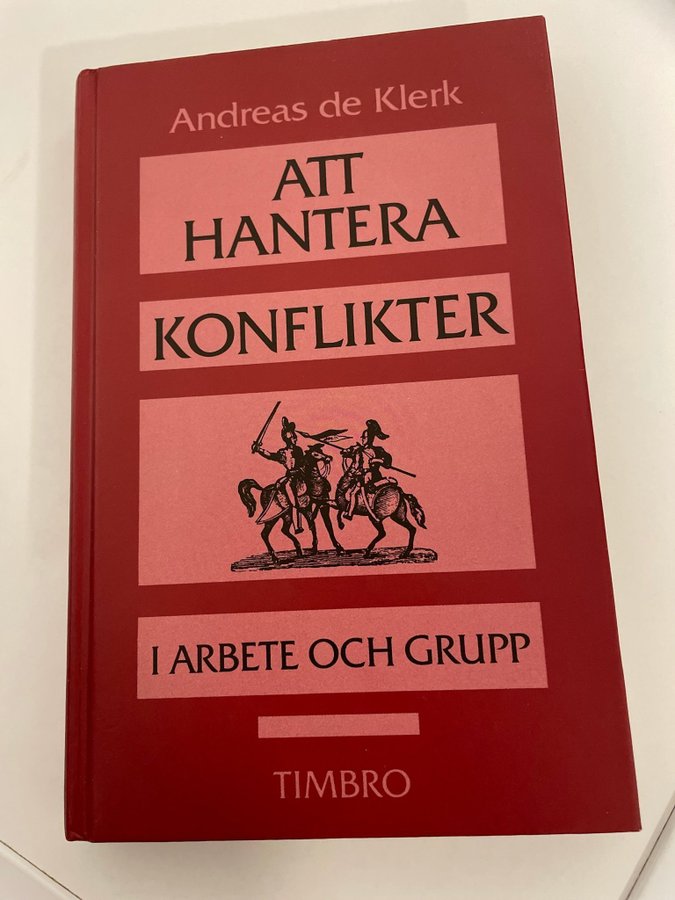 Andreas de Klerk
ATT
HANTERA
KONFLIKTER
I ARBETE OCH GRUPP
TIMBRO